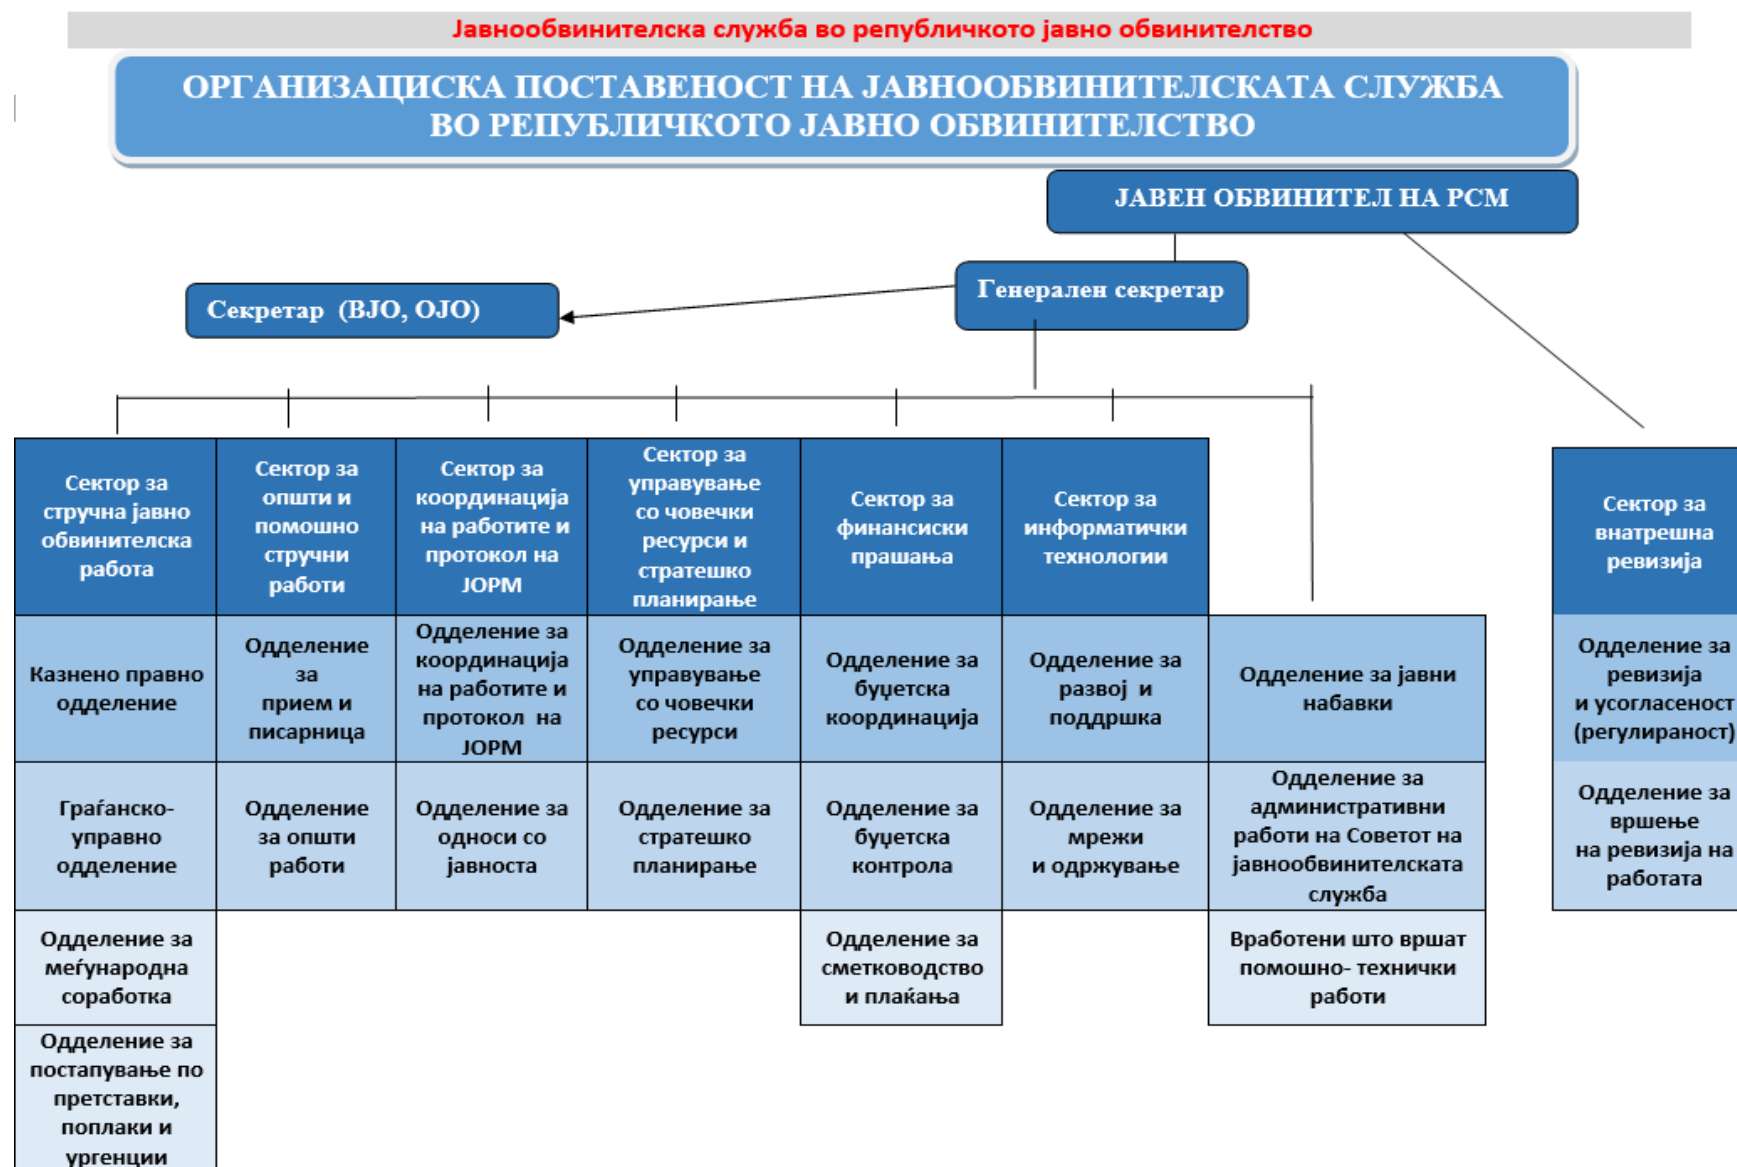 Јавнообвинителска служба во републичкото јавно обвинителство
ОРГАНИЗАЦИСКА ПОСТАВЕНОСТ НА ЈАВНООБВИНИТЕЛСКАТА СЛУЖБА
ВО РЕПУБЛИЧКОТО ЈАВНО ОБВИНИТЕЛСТВО
ЈАВЕН ОБВИНИТЕЛ НА РСМ
Генерален секретар
Секретар (ВЈО, ОЈО)
Сектор за
стручна јавно
обвинителска
работа
Сектор за
општи и
помошно
стручни
работи
Сектор за
координација
на работите и
протокол на
ЈОРМ
Сектор за
управување
со човечки
ресурси и
стратешко
планирање
Сектор за
финансиски
прашања
Сектор за
информатички
технологии
Сектор за
внатрешна
ревизија
Казнено правно
одделение
Одделение
за
прием и
писарница
Одделение за
координација
на работите и
протокол на
ЈОРМ
Одделение за
управување
со човечки
ресурси
Одделение за
буџетска
координација
Одделение за
развој и
поддршка
Одделение за јавни
набавки
Одделение за
ревизија
и усогласеност
(регулираност)
Граѓанско-
управно
одделение
Одделение
за општи
работи
Одделение за
односи со
јавноста
Одделение за
стратешко
планирање
Одделение за
буџетска
контрола
Одделение за
мрежи
и одржување
Одделение за
административни
работи на Советот на
јавнообвинителската
служба
Одделение за
вршење
на ревизија на
работата
Одделение за
меѓународна
соработка
Одделение за
сметководство
и плаќања
Вработени што вршат
помошно- технички
работи
Одделение за
постапување по
претставки,
поплаки и
ургенции